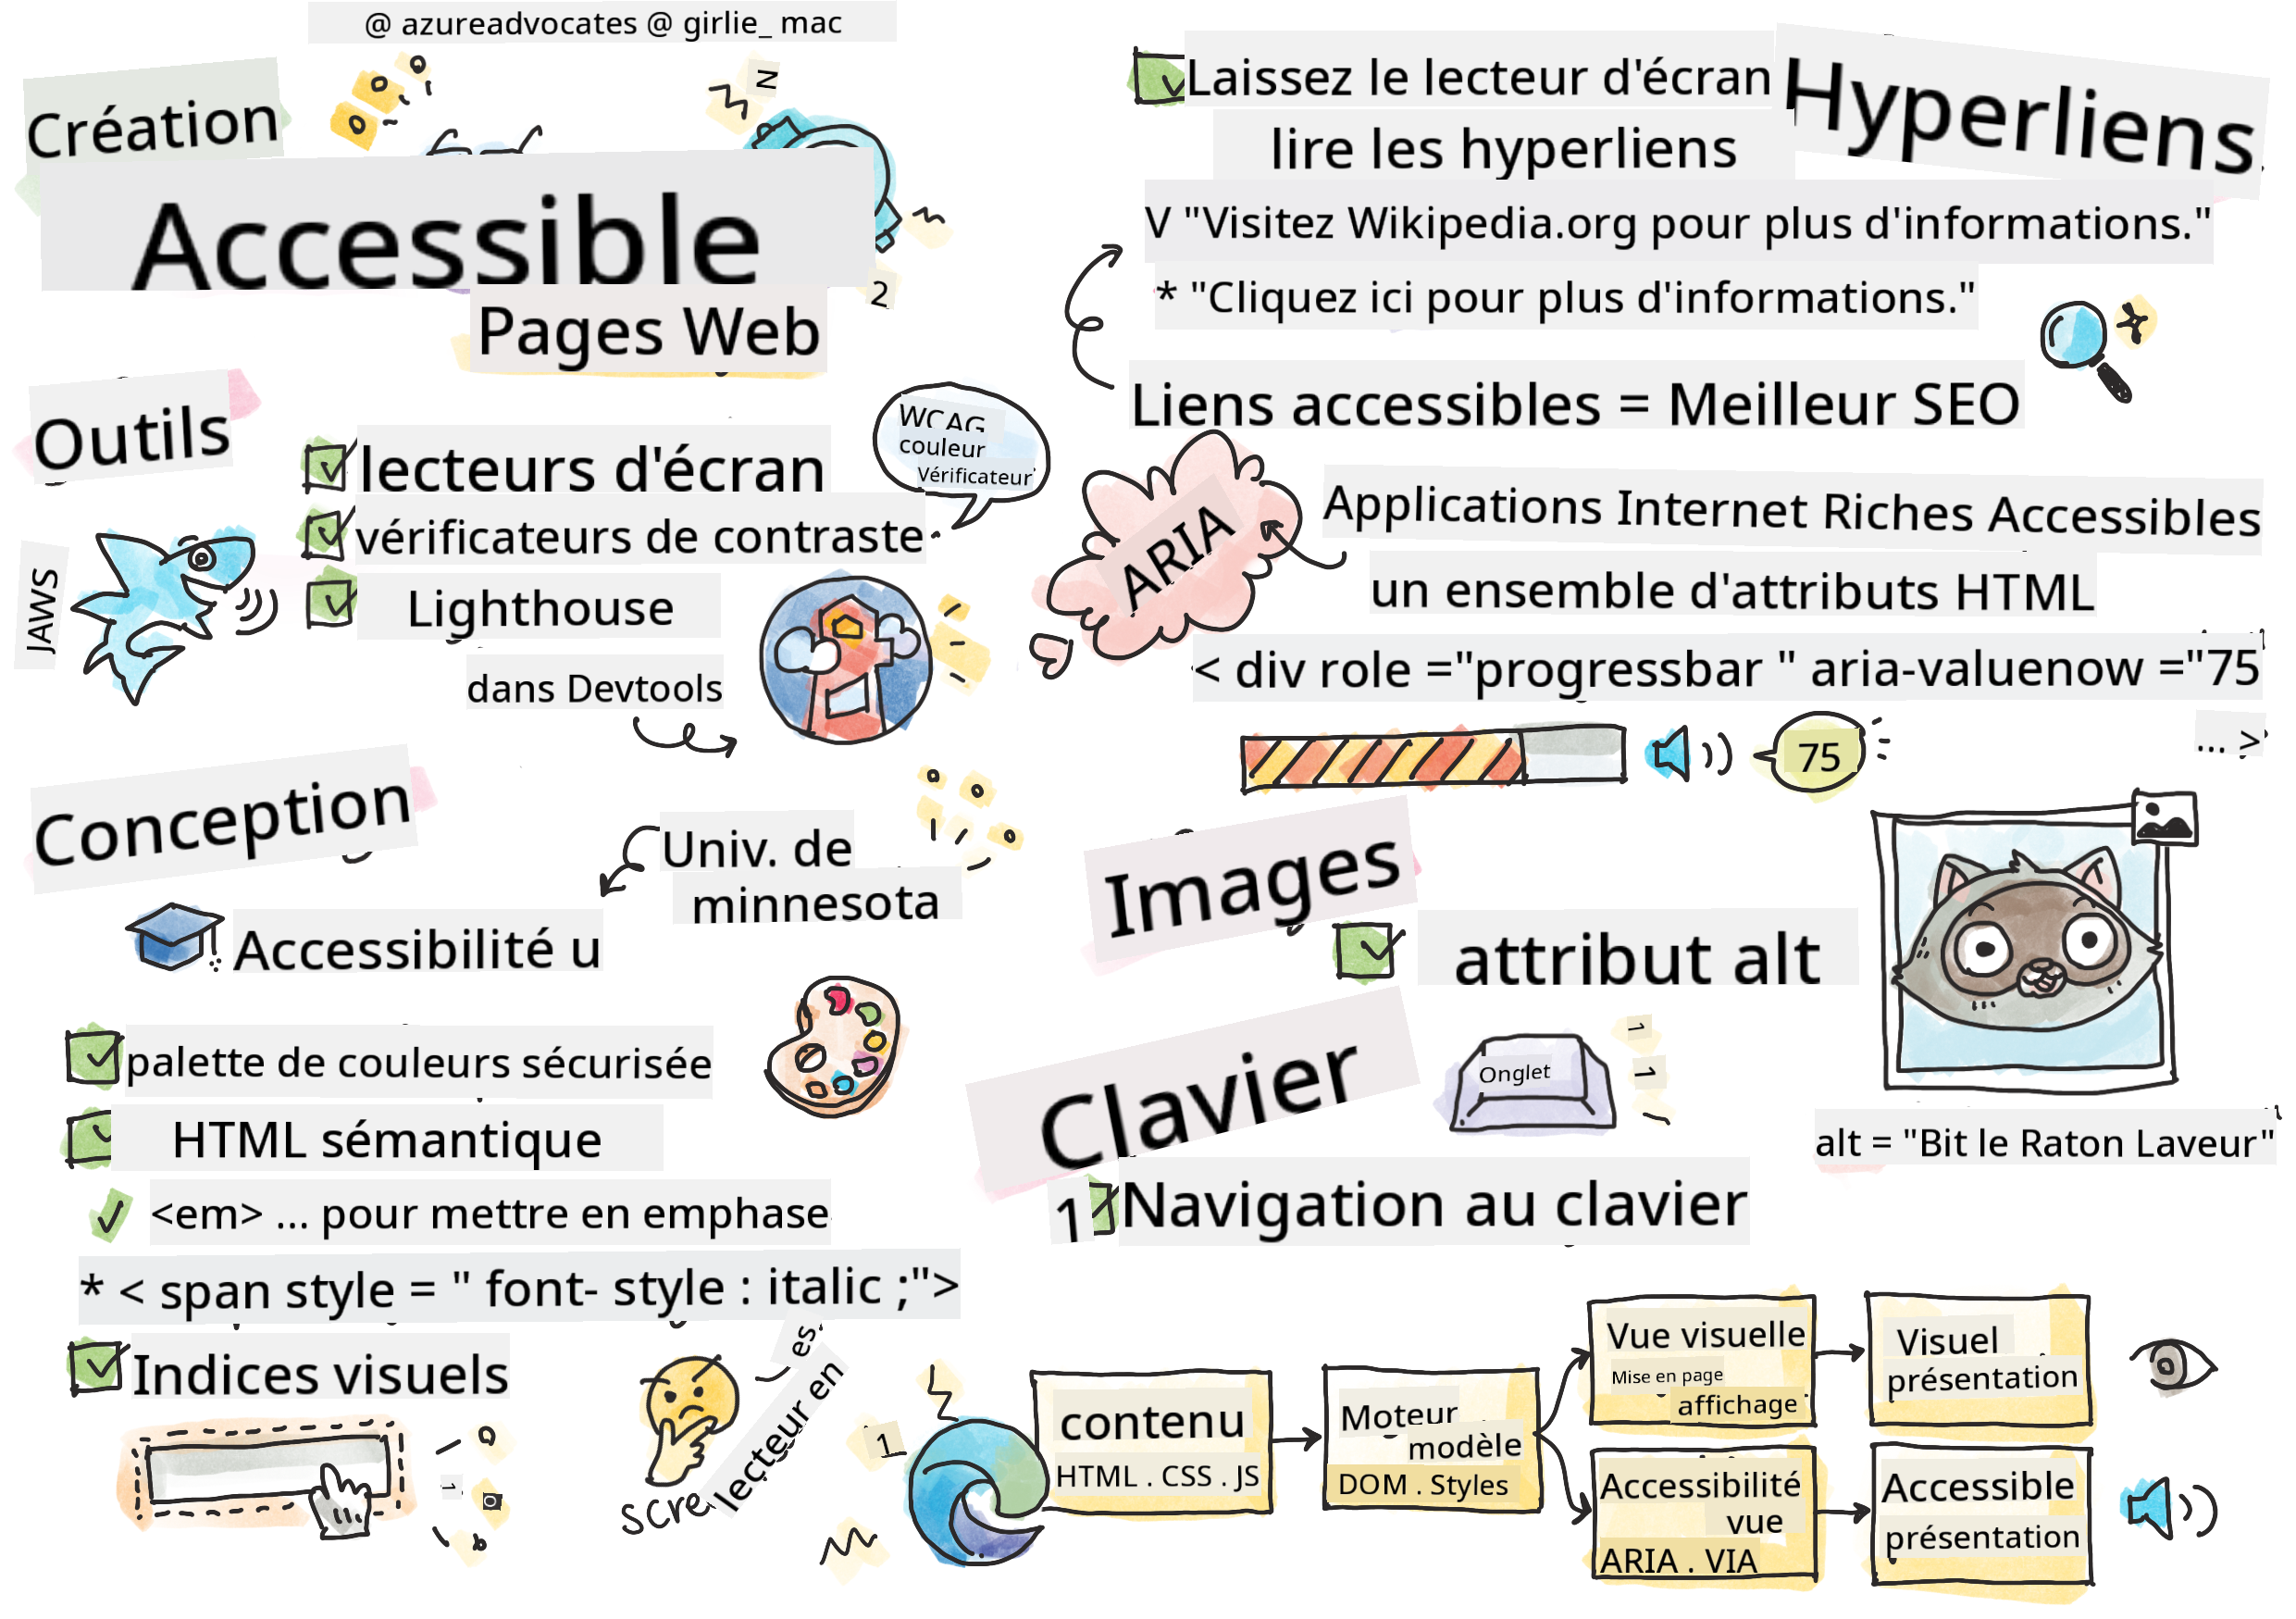 @ azureadvocates @ girlie_ mac
Création
Accessible
Pages Web
N
2
Outils
JAWS
lecteurs d'écran
vérificateurs de contraste
Lighthouse
dans Devtools
WCAG
couleur
Vérificateur
Conception
Univ. de
minnesota
Accessibilité u
palette de couleurs sécurisée
HTML sémantique
<em> ... pour mettre en emphase
* < span style = " font- style : italic ;">
Indices visuels
1
es
lecteur en
scre
Laissez le lecteur d'écran
lire les hyperliens
Hyperliens
V "Visitez Wikipedia.org pour plus d'informations."
* "Cliquez ici pour plus d'informations."
Liens accessibles = Meilleur SEO
ARIA
Applications Internet Riches Accessibles
un ensemble d'attributs HTML
< div role ="progressbar " aria-valuenow ="75
... >
75
Images
attribut alt
alt = "Bit le Raton Laveur"
Clavier
Onglet
1
1
1
Navigation au clavier
1
contenu
HTML . CSS . JS
Moteur
modèle
DOM . Styles
Vue visuelle
Mise en page
affichage
Visuel
présentation
Accessibilité
vue
ARIA . VIA
Accessible
présentation